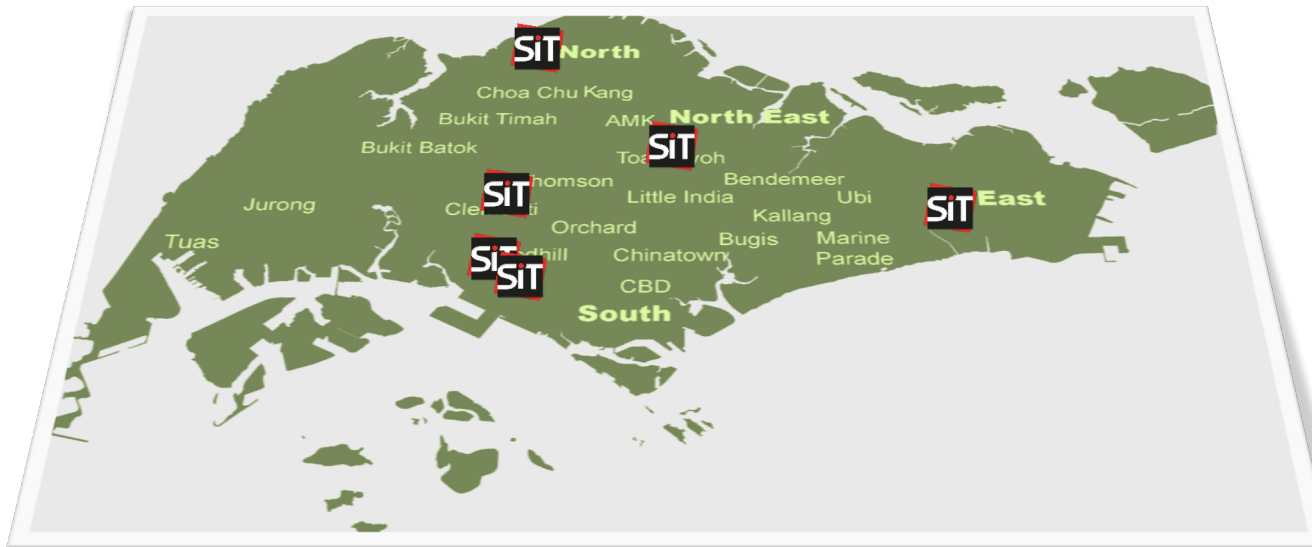 SiT North
Choa Chu Kang
Bukit Timah
AMK North East
Bukit Batok
SiT
SiT
Bendemeer
Little India
Ubi
SiT East
Jurong
Kallang
Orchard
Tuas
Bugis
Marine
Parade
Chinatown
SiT
SiT
CBD
South